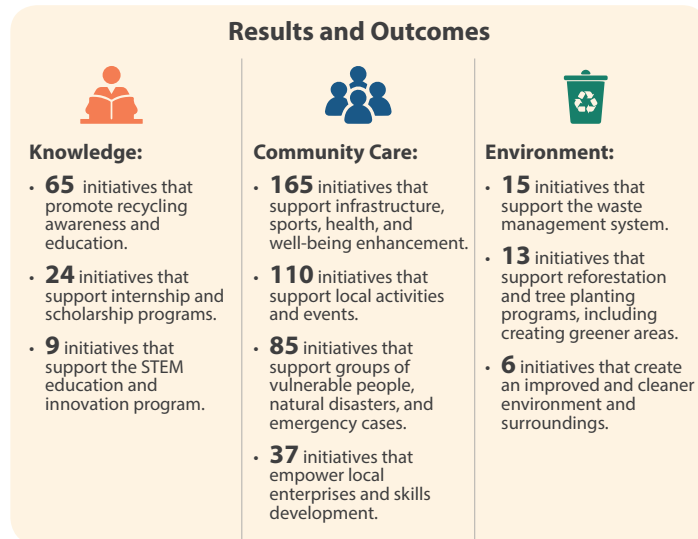 Results and Outcomes
Knowledge:
• 65 initiatives that
promote recycling
awareness and
education.
• 24 initiatives that
support internship and
scholarship programs.
• 9 initiatives that
support the STEM
education and
innovation program.
Community Care:
• 165 initiatives that
support infrastructure,
sports, health, and
well-being enhancement.
• 110 initiatives that
support local activities
and events.
• 85 initiatives that
support groups of
vulnerable people,
natural disasters, and
emergency cases.
• 37 initiatives that
empower local
enterprises and skills
development.
Environment:
• 15 initiatives that
support the waste
management system.
• 13 initiatives that
support reforestation
and tree planting
programs, including
creating greener areas.
• 6 initiatives that create
an improved and cleaner
environment and
surroundings.